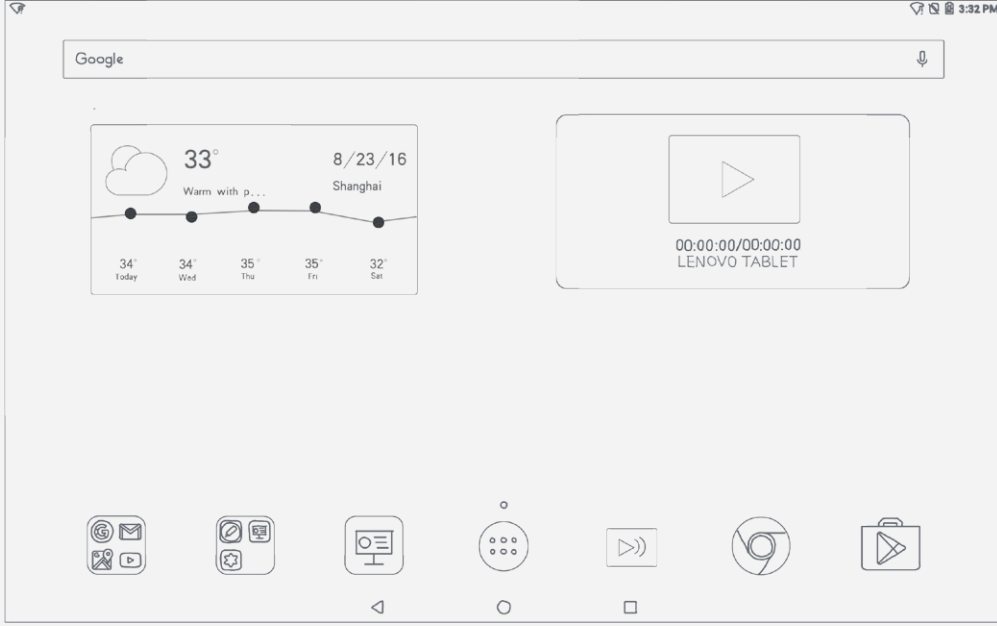 3:32 PM
Google
33°
8/23/16
Warm with p...
Shanghai
34° 34° 35° 35° 32°
Today Wed Thu Fri Sat
00:00:00/00:00:00
LENOVO TABLET